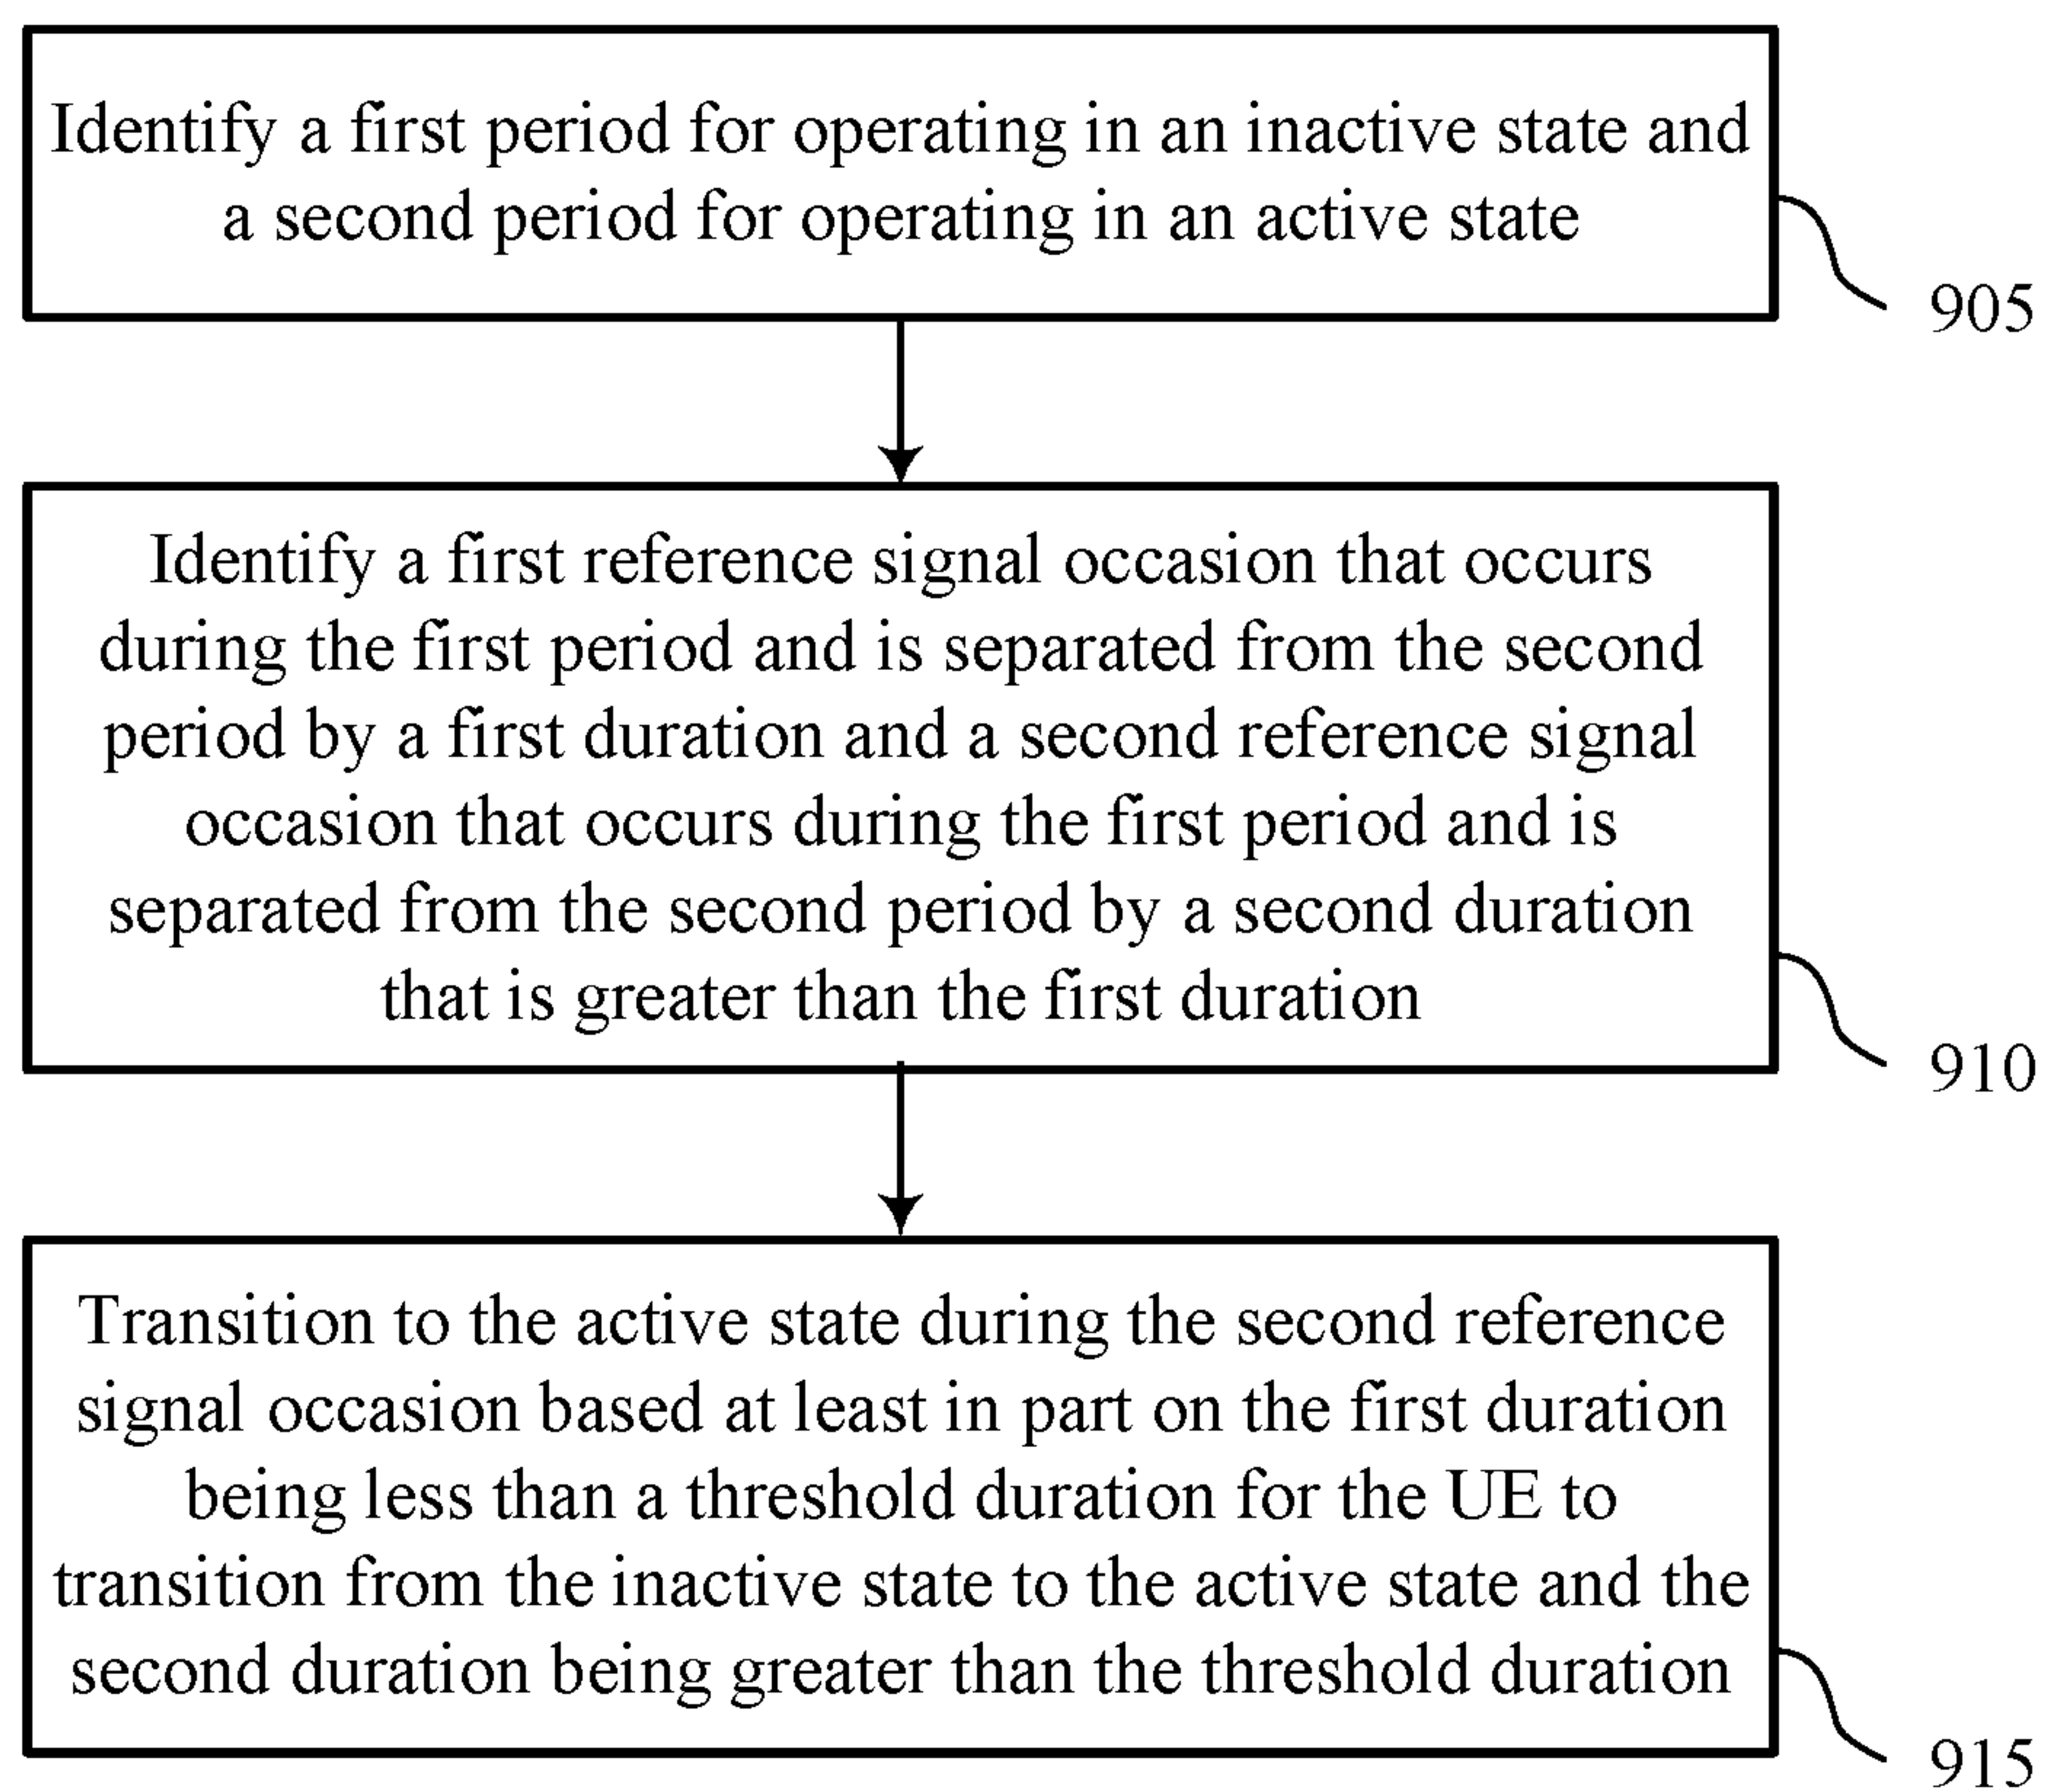 Identify a first period for operating in an inactive state and
a second period for operating in an active state
905
Identify a first reference signal occasion that occurs
during the first period and is separated from the second
period by a first duration and a second reference signal
occasion that occurs during the first period and is
separated from the second period by a second duration
that is greater than the first duration
910
Transition to the active state during the second reference
signal occasion based at least in part on the first duration
being less than a threshold duration for the UE to
transition from the inactive state to the active state and the
second duration being greater than the threshold duration
915